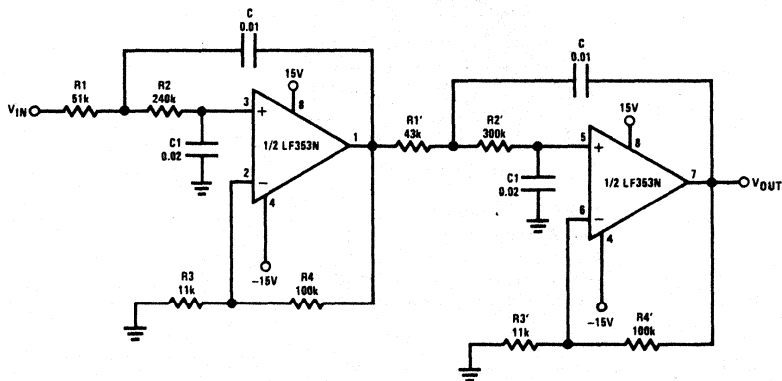 C
0.01
R1
51k
R2
240k
VIN
3
+
15V
8
1/2 LF353N
1
C1
0.02
2
−
4
-15V
R3
11k
R4
100k
C
0.01
R1'
43k
R2'
300k
5
+
15V
8
1/2 LF353N
7
VOUT
C1
0.02
6
−
4
-15V
R3'
11k
R4'
100k